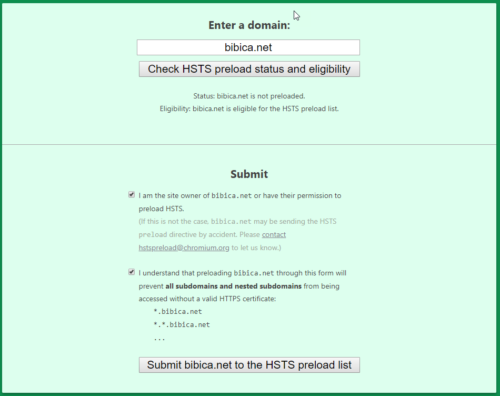 Enter a domain:
bibica.net
Check HSTS preload status and eligibility
Status: bibica.net is not preloaded.
Eligibility: bibica.net is eligible for the HSTS preload list.
Submit
I am the site owner of bibica.net or have their permission to
preload HSTS.
(If this is not the case, bibica.net may be sending the HSTS
preload directive by accident. Please contact
hstspreload@chromium.org to let us know.)
I understand that preloading bibica.net through this form will
prevent all subdomains and nested subdomains from being
accessed without a valid HTTPS certificate:
*.bibica.net
*.*.bibica.net
...
Submit bibica.net to the HSTS preload list